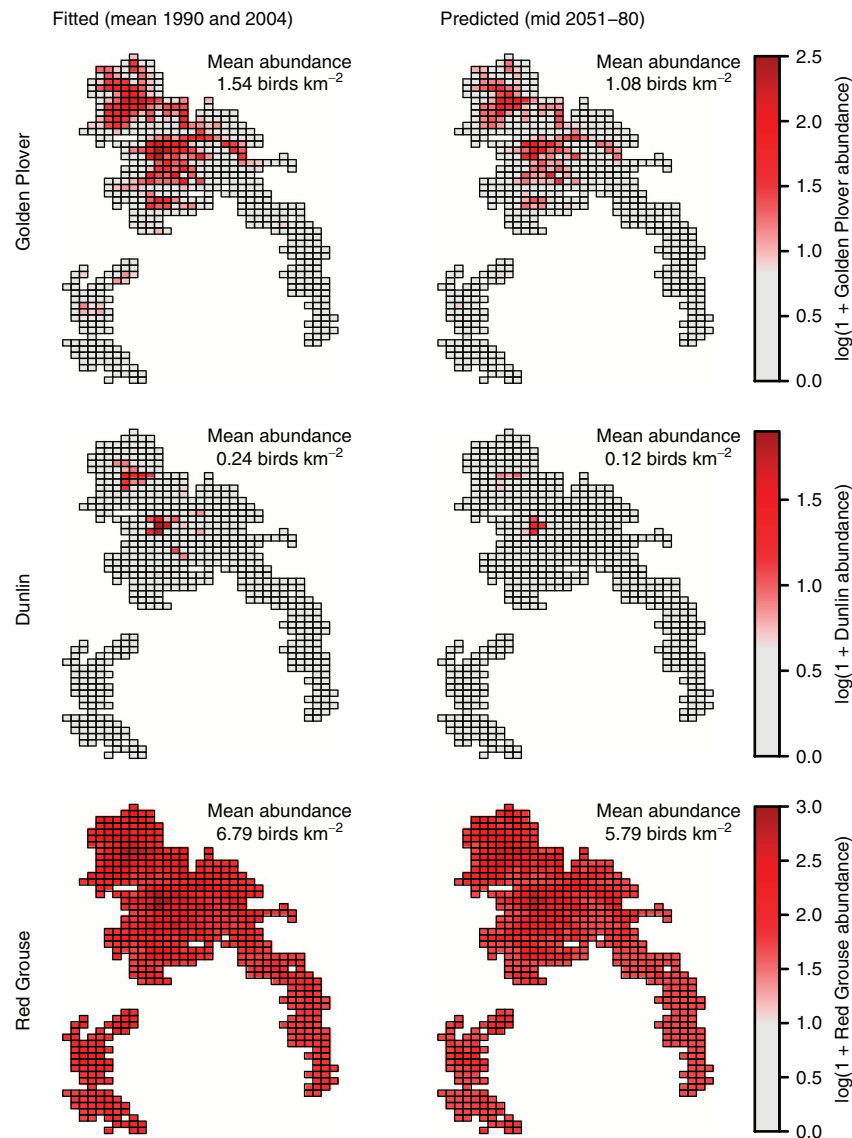 Fitted (mean 1990 and 2004)
Predicted (mid 2051–80)
Golden Plover
Mean abundance
1.54 birds km⁻²
Mean abundance
1.08 birds km⁻²
2.5
2.0
1.5
1.0
0.5
0.0
log(1 + Golden Plover abundance)
Dunlin
Mean abundance
0.24 birds km⁻²
Mean abundance
0.12 birds km⁻²
1.5
1.0
0.5
0.0
log(1 + Dunlin abundance)
Red Grouse
Mean abundance
6.79 birds km⁻²
Mean abundance
5.79 birds km⁻²
3.0
2.5
2.0
1.5
1.0
0.5
0.0
log(1 + Red Grouse abundance)